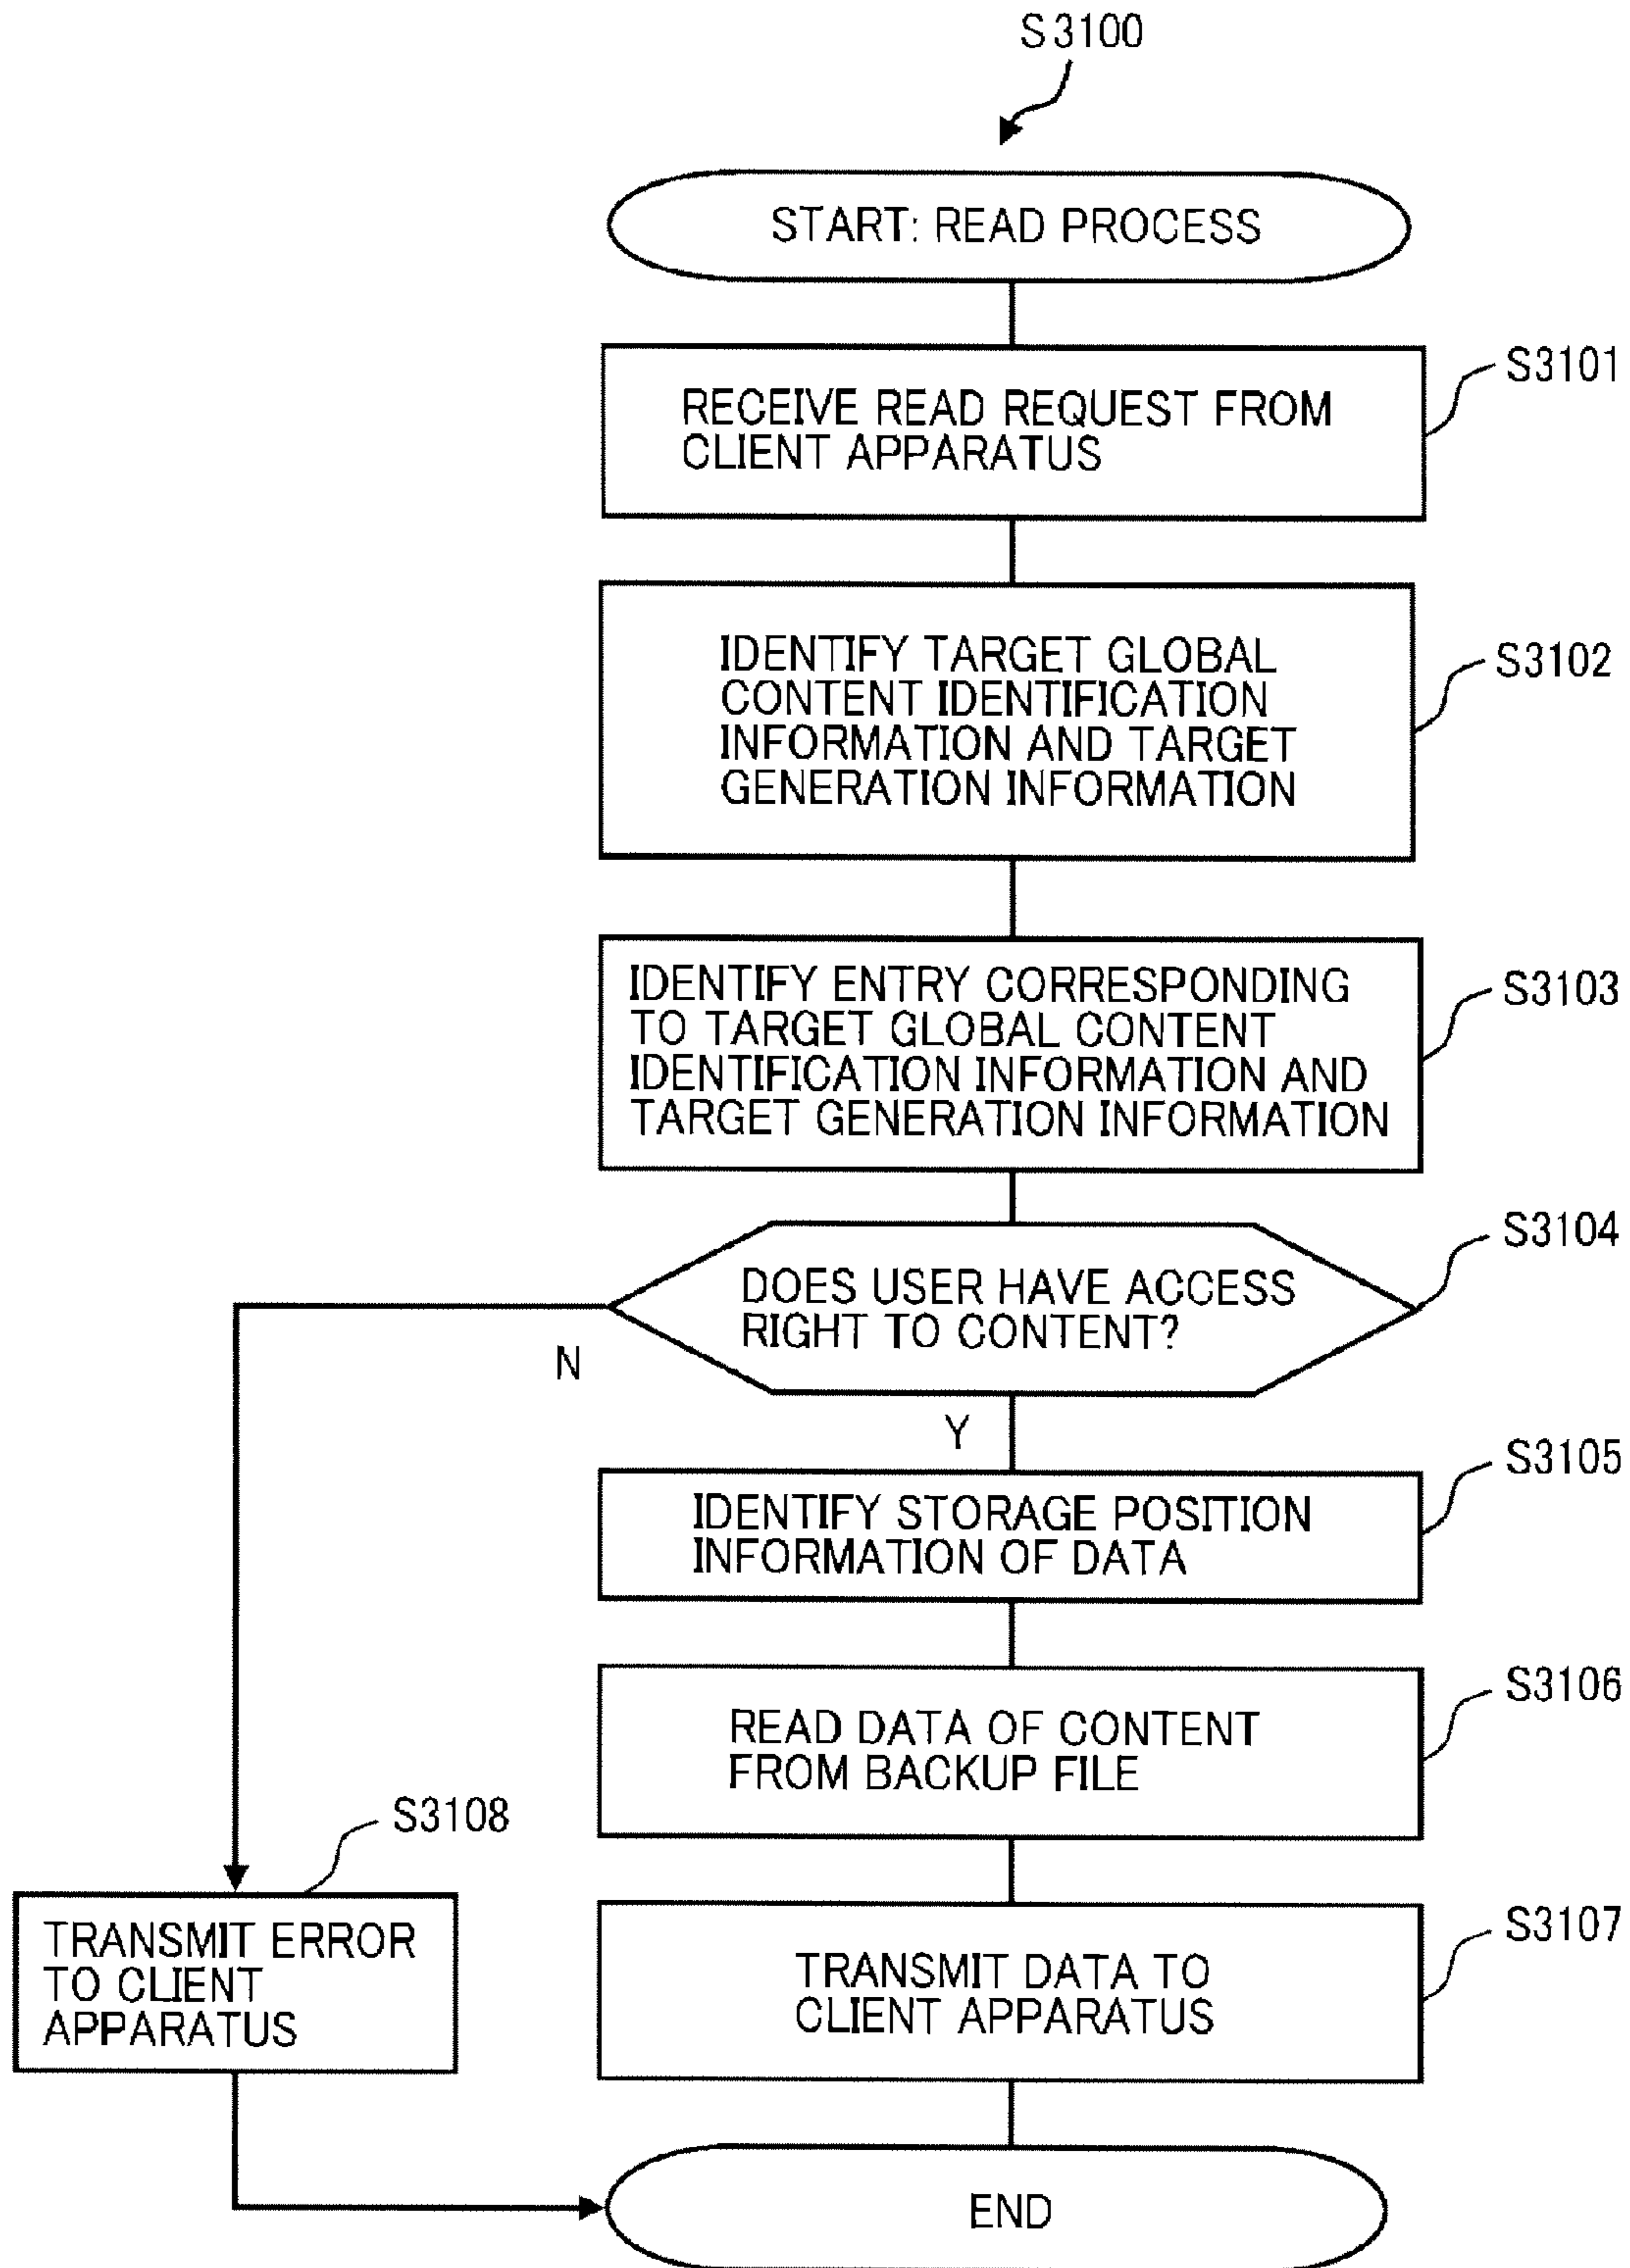 S3100
START: READ PROCESS
S3101
RECEIVE READ REQUEST FROM
CLIENT APPARATUS
S3102
IDENTIFY TARGET GLOBAL
CONTENT IDENTIFICATION
INFORMATION AND TARGET
GENERATION INFORMATION
S3103
IDENTIFY ENTRY CORRESPONDING
TO TARGET GLOBAL CONTENT
IDENTIFICATION INFORMATION AND
TARGET GENERATION INFORMATION
S3104
DOES USER HAVE ACCESS
RIGHT TO CONTENT?
N
Y
S3105
IDENTIFY STORAGE POSITION
INFORMATION OF DATA
S3106
READ DATA OF CONTENT
FROM BACKUP FILE
S3108
TRANSMIT ERROR
TO CLIENT
APPARATUS
S3107
TRANSMIT DATA TO
CLIENT APPARATUS
END